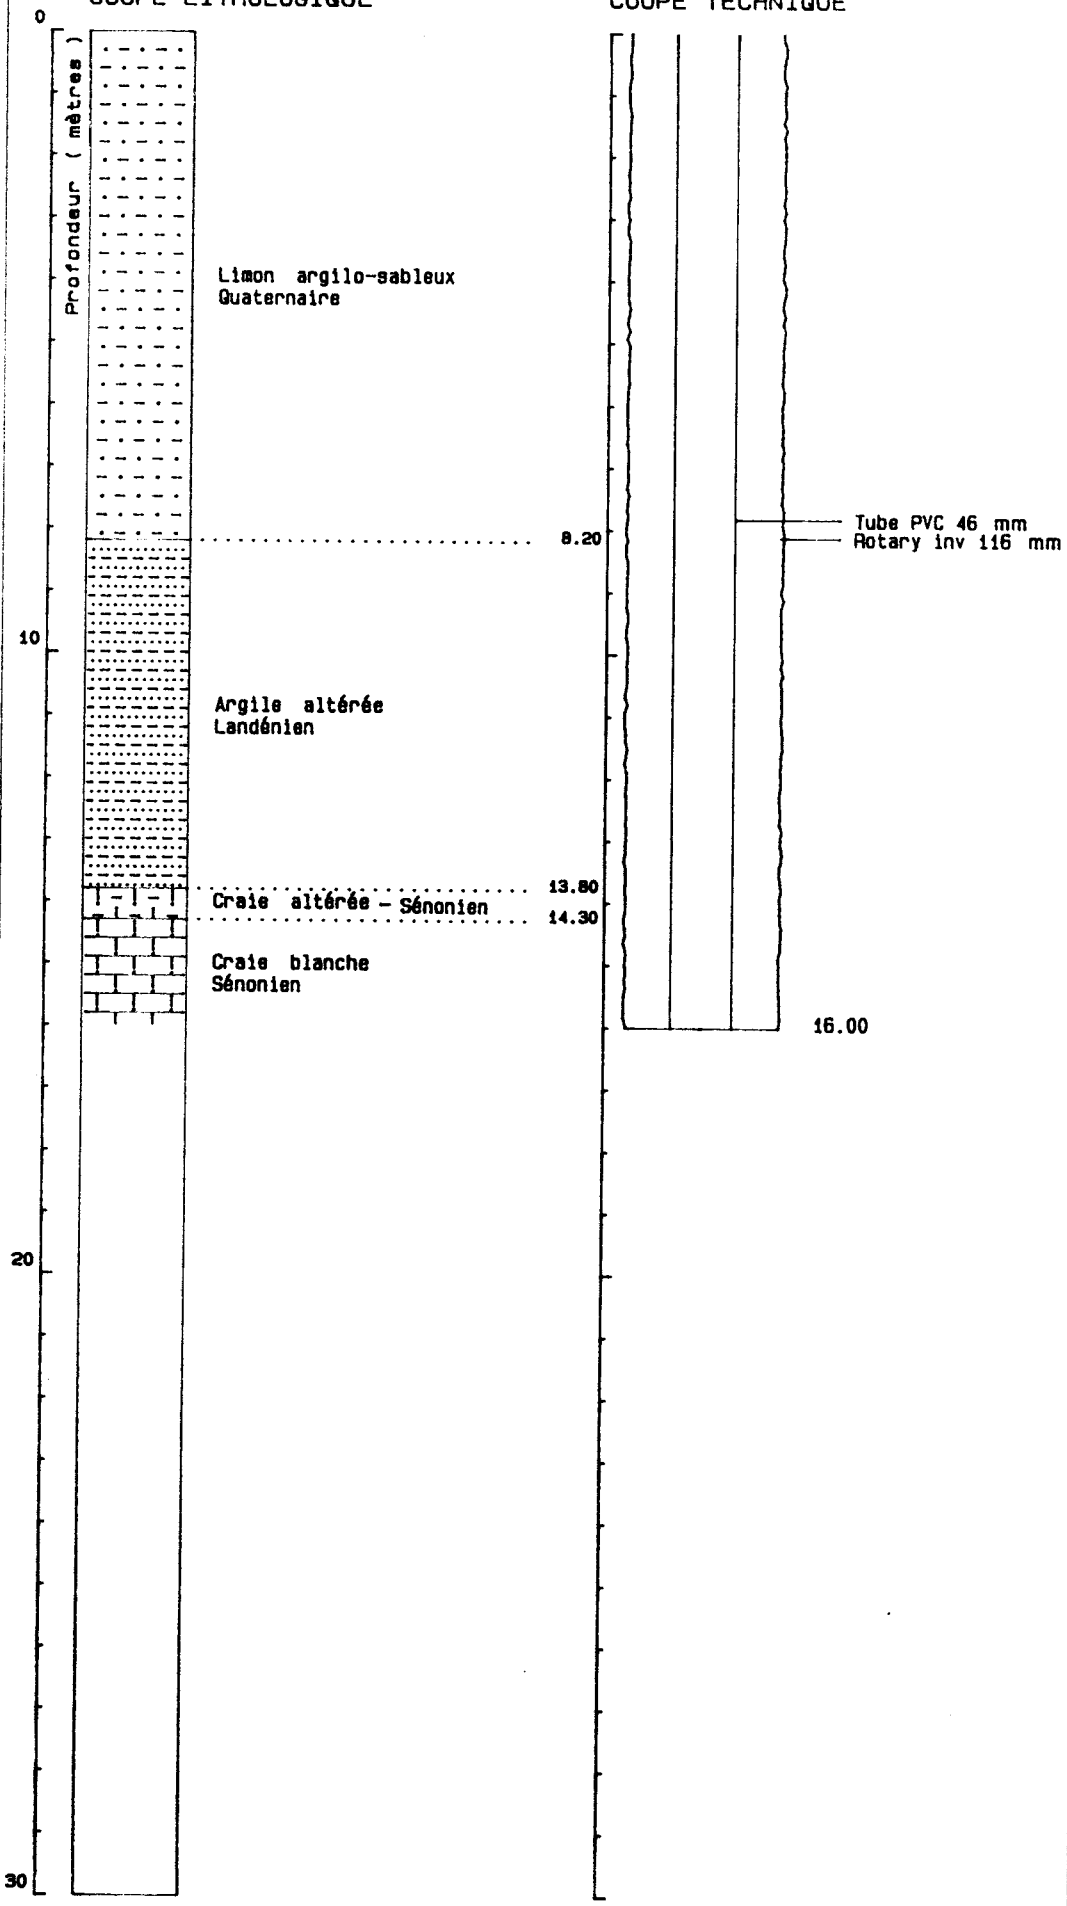 COUPE LITHOLOGIQUE
COUPE TECHNIQUE
0
Profondeur ( mètres )
Limon argilo-sableux
Quaternaire
Tube PVC 46 mm
8.20
Rotary inv 116 mm
10
Argile altérée
Landénien
13.80
Craie altérée - Sénonien
14.30
Craie blanche
Sénonien
16.00
20
30